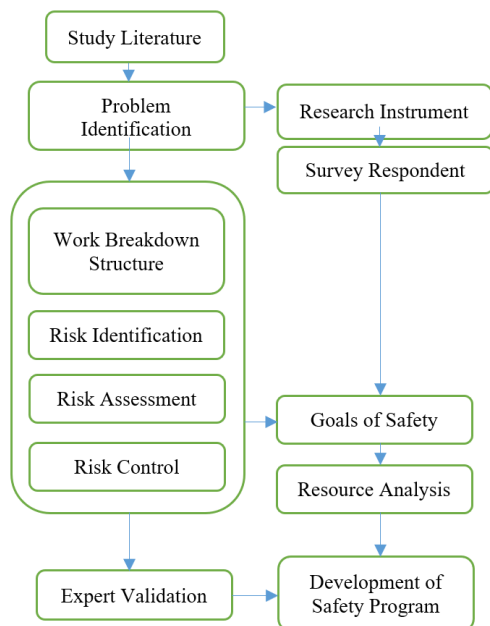 Study Literature
Problem
Identification
Research Instrument
Survey Respondent
Work Breakdown
Structure
Risk Identification
Risk Assessment
Risk Control
Goals of Safety
Resource Analysis
Expert Validation
Development of
Safety Program